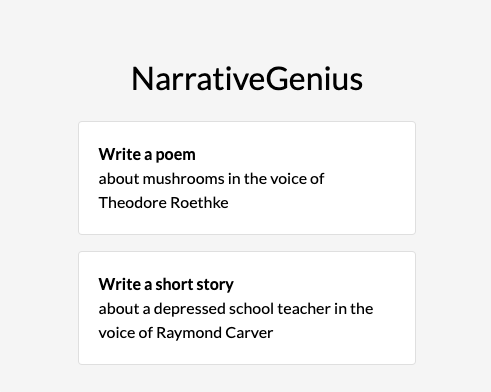 NarrativeGenius
Write a poem
about mushrooms in the voice of
Theodore Roethke
Write a short story
about a depressed school teacher in the
voice of Raymond Carver